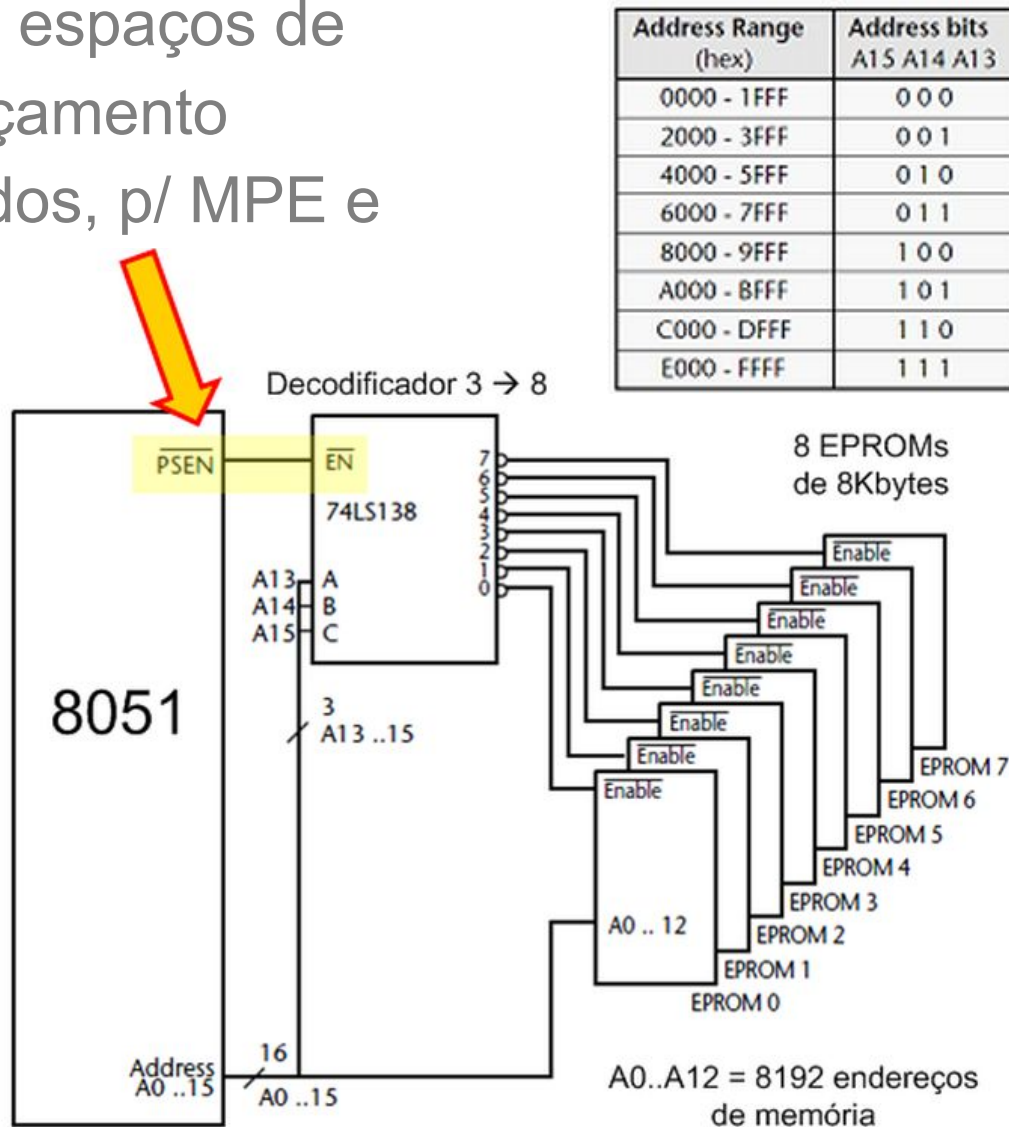 espaços de
çamento
dos, p/ MPE e
Address Range
(hex)
Address bits
A15 A14 A13
0000 - 1FFF 0 0 0
2000 - 3FFF 0 0 1
4000 - 5FFF 0 1 0
6000 - 7FFF 0 1 1
8000 - 9FFF 1 0 0
A000 - BFFF 1 0 1
C000 - DFFF 1 1 0
E000 - FFFF 1 1 1
Decodificador 3 → 8
8 EPROMs
de 8Kbytes
PSEN
EN
74LS138
7
6
5
4
3
2
1
0
A13 A
A14 B
A15 C
8051
3
A13 ..15
Enable
Enable
Enable
Enable
Enable
Enable
Enable
Enable
A0 .. 12
EPROM 7
EPROM 6
EPROM 5
EPROM 4
EPROM 3
EPROM 2
EPROM 1
EPROM 0
Address
A0 ..15
16
A0 ..15
A0..A12 = 8192 endereços
de memória